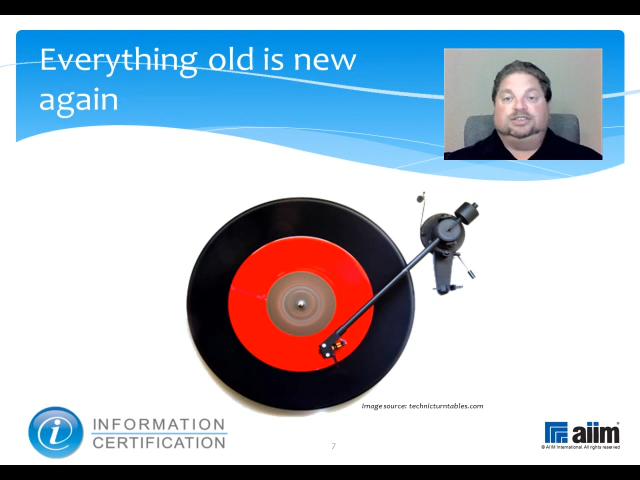 Everything old is new
again
Image source: technicturntables.com
i
INFORMATION
CERTIFICATION
7
aiim
© AIIM International. All rights reserved